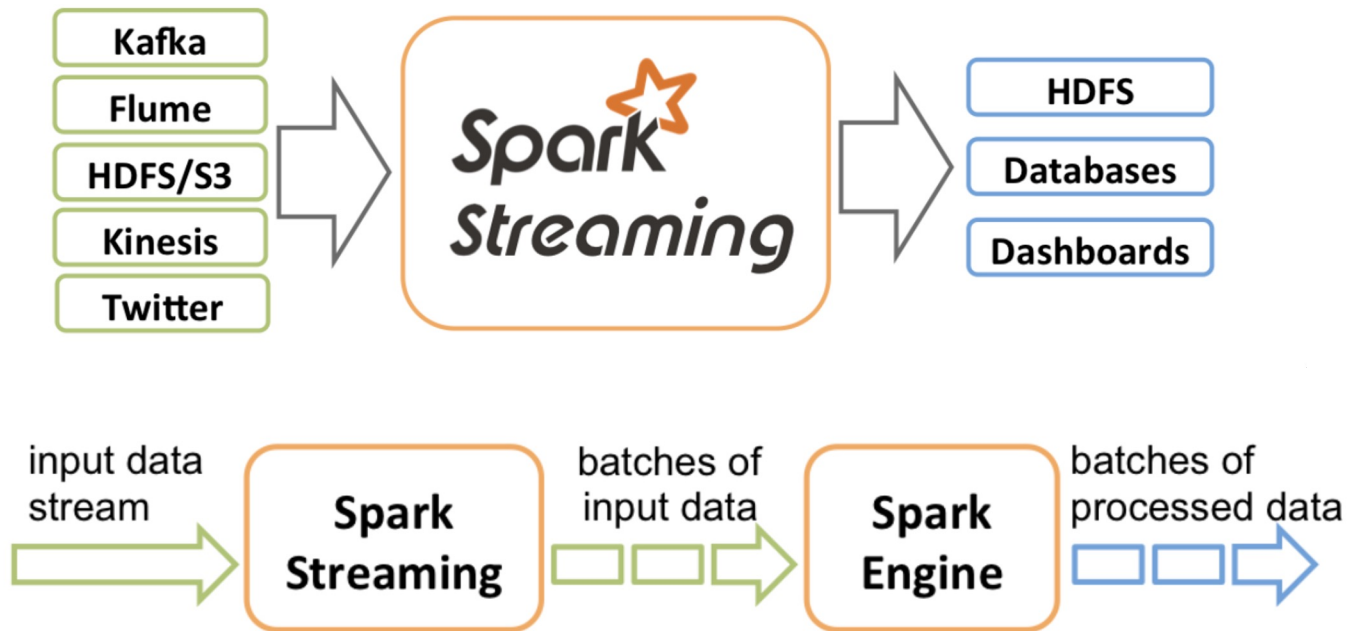 Kafka
Flume
HDFS/S3
Kinesis
Twitter
Spark
Streaming
HDFS
Databases
Dashboards
input data
stream
Spark
Streaming
batches of
input data
Spark
Engine
batches of
processed data